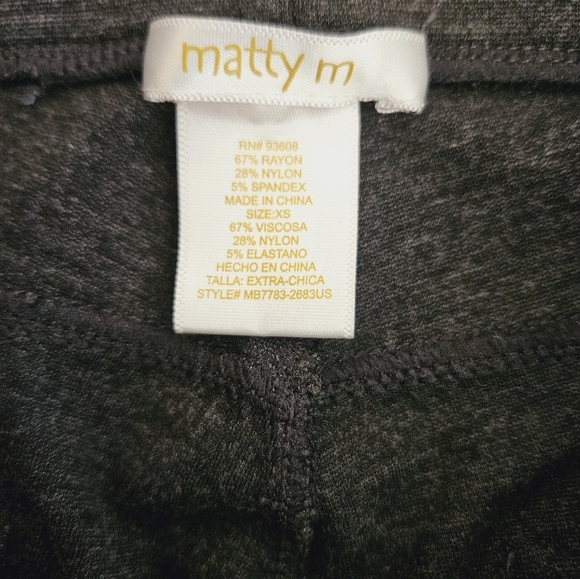 matty m
RN# 93608
67% RAYON
28% NYLON
5% SPANDEX
MADE IN CHINA
SIZE:XS
67% VISCOSA
28% NYLON
5% ELASTANO
HECHO EN CHINA
TALLA: EXTRA-CHICA
STYLE# MB7783-2683US